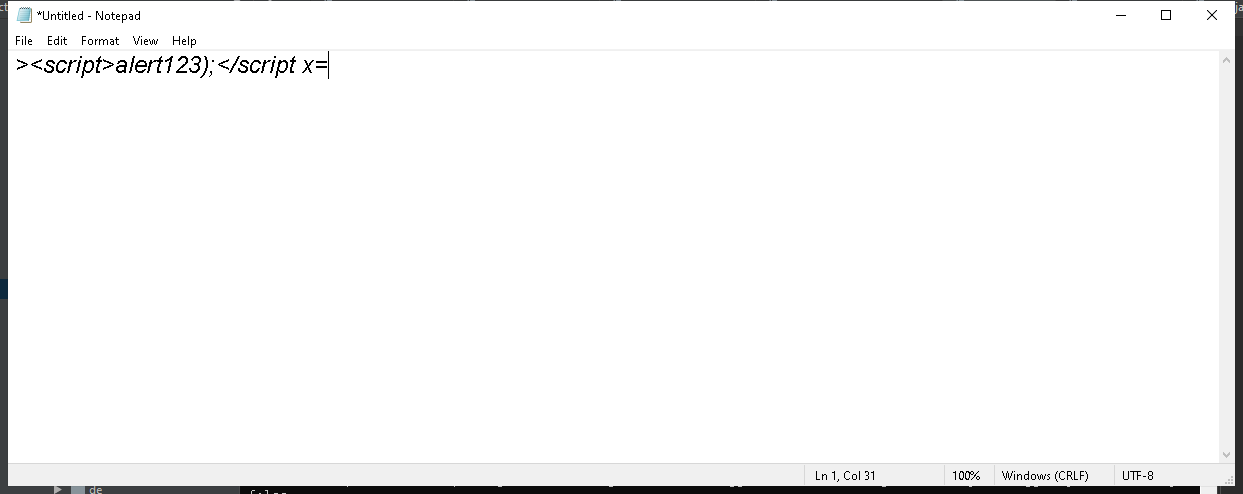 *Untitled - Notepad
File Edit Format View Help
><script>alert123);</script x=
Ln 1, Col 31 100% Windows (CRLF) UTF-8
de